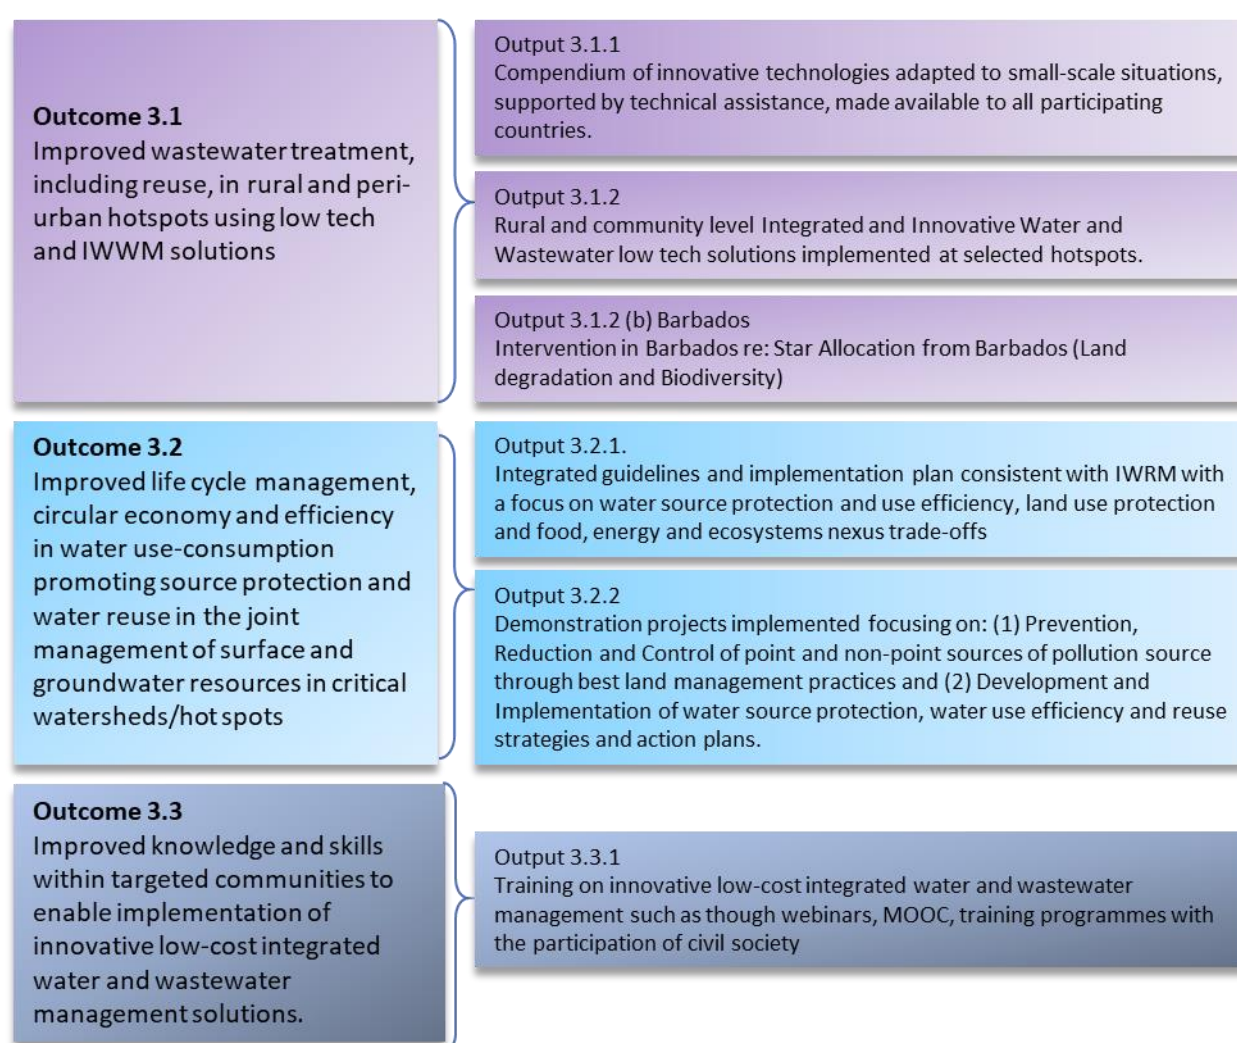 Outcome 3.1
Improved wastewater treatment,
including reuse, in rural and peri-
urban hotspots using low tech
and IWWM solutions
Output 3.1.1
Compendium of innovative technologies adapted to small-scale situations,
supported by technical assistance, made available to all participating
countries.
Output 3.1.2
Rural and community level Integrated and Innovative Water and
Wastewater low tech solutions implemented at selected hotspots.
Output 3.1.2 (b) Barbados
Intervention in Barbados re: Star Allocation from Barbados (Land
degradation and Biodiversity)
Outcome 3.2
Improved life cycle management,
circular economy and efficiency
in water use-consumption
promoting source protection and
water reuse in the joint
management of surface and
groundwater resources in critical
watersheds/hot spots
Output 3.2.1.
Integrated guidelines and implementation plan consistent with IWRM with
a focus on water source protection and use efficiency, land use protection
and food, energy and ecosystems nexus trade-offs
Output 3.2.2
Demonstration projects implemented focusing on: (1) Prevention,
Reduction and Control of point and non-point sources of pollution source
through best land management practices and (2) Development and
Implementation of water source protection, water use efficiency and reuse
strategies and action plans.
Outcome 3.3
Improved knowledge and skills
within targeted communities to
enable implementation of
innovative low-cost integrated
water and wastewater
management solutions.
Output 3.3.1
Training on innovative low-cost integrated water and wastewater
management such as though webinars, MOOC, training programmes with
the participation of civil society